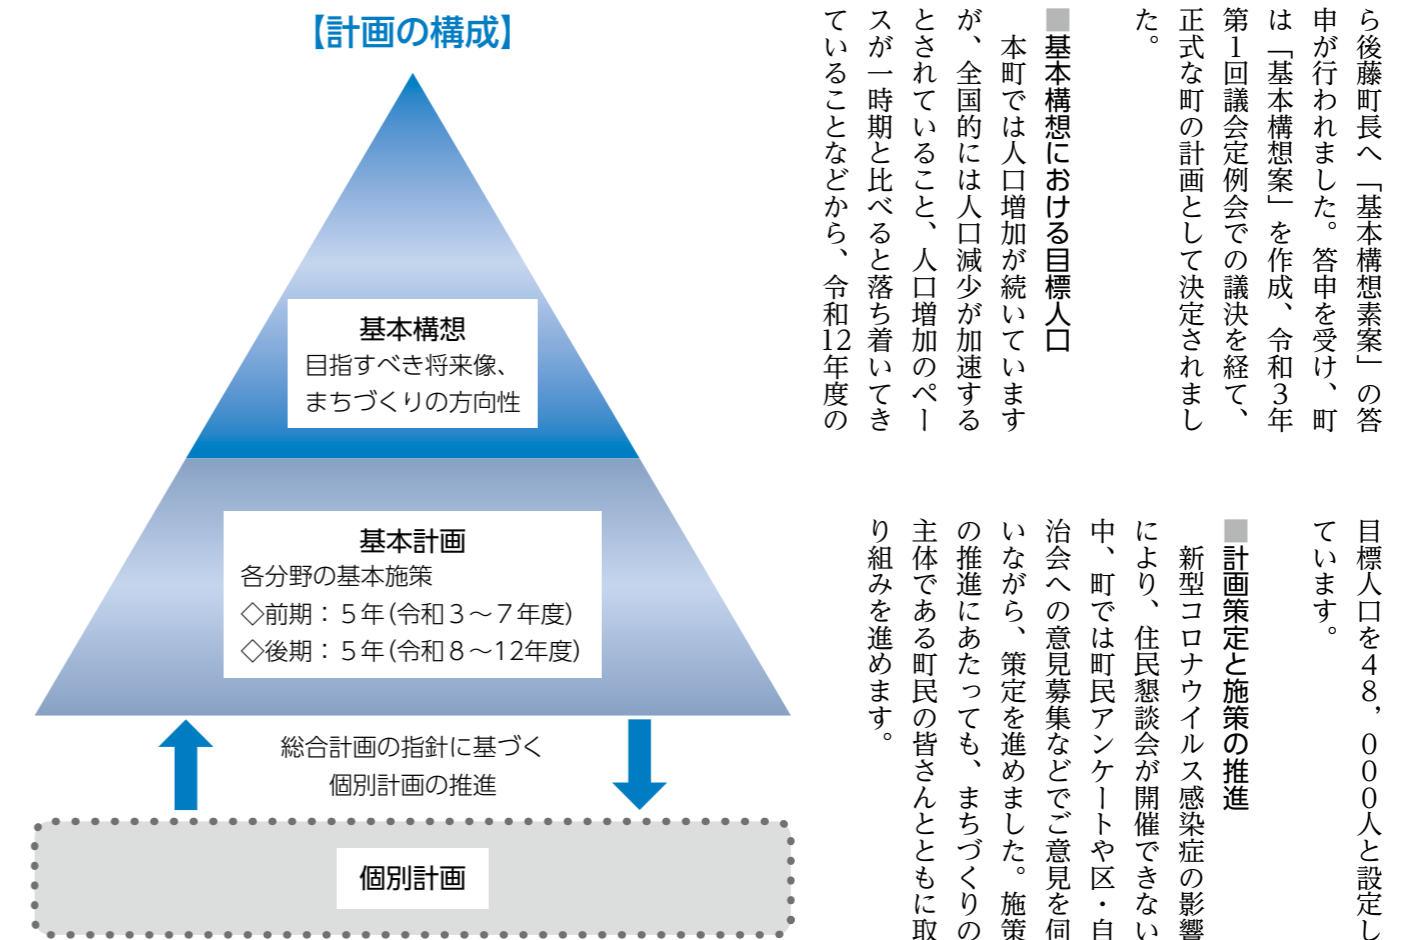 ら後藤町長へ「基本構想素案」の答
申が行われました。答申を受け、町
は「基本構想案」を作成、令和３年
第１回議会定例会での議決を経て、
正式な町の計画として決定されまし
た。
■基本構想における目標人口
本町では人口増加が続いています
が、全国的には人口減少が加速する
とされていること、人口増加のペー
スが一時期と比べると落ち着いてき
ていることなどから、令和12年度の
目標人口を４８，０００人と設定し
ています。
■計画策定と施策の推進
新型コロナウイルス感染症の影響
により、住民懇談会が開催できない
中、町では町民アンケートや区・自
治会への意見募集などでご意見を伺
いながら、策定を進めました。施策
の推進にあたっても、まちづくりの
主体である町民の皆さんとともに取
り組みを進めます。
【計画の構成】
基本構想
目指すべき将来像、
まちづくりの方向性
基本計画
各分野の基本施策
◇前期：５年(令和３～７年度)
◇後期：５年(令和８～12年度)
総合計画の指針に基づく
個別計画の推進
個別計画